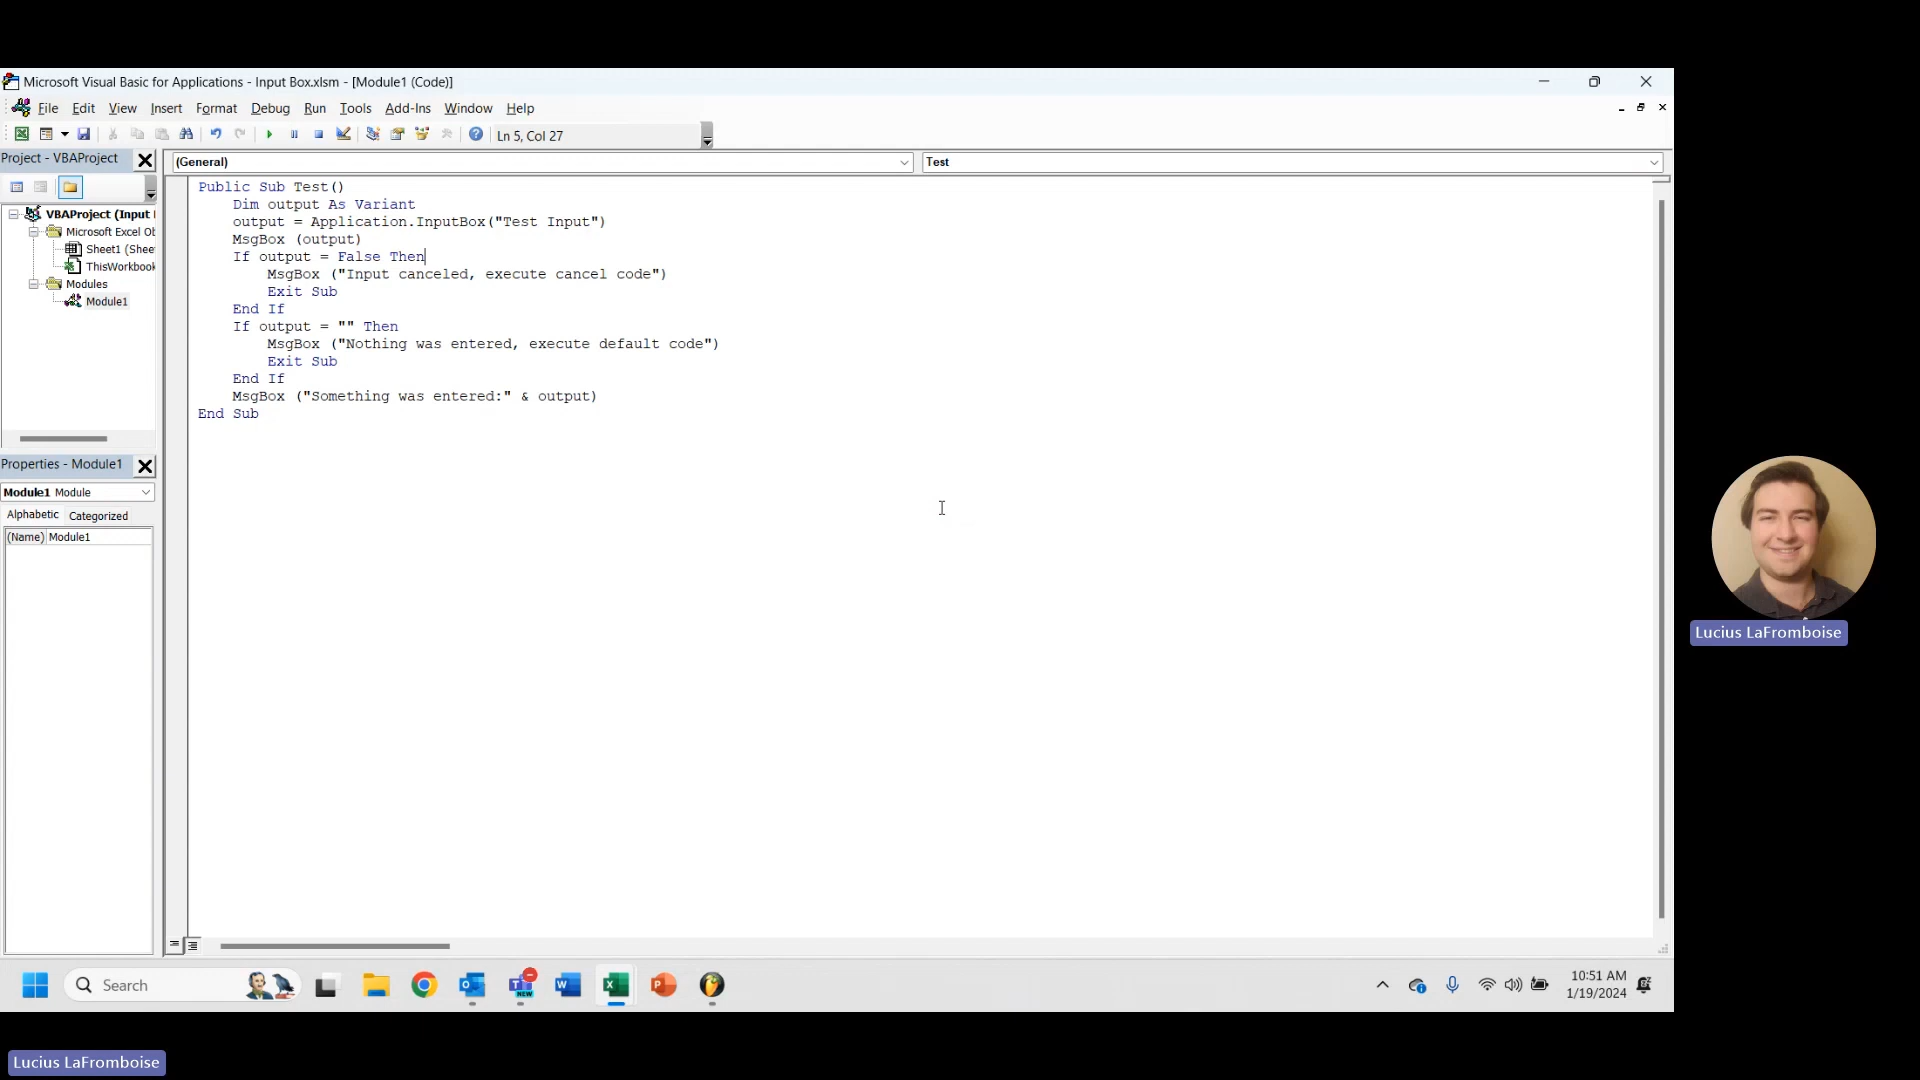 Microsoft Visual Basic for Applications - Input Box.xlsm - [Module1 (Code)]
File Edit View Insert Format Debug Run Tools Add-Ins Window Help
Ln 5, Col 27
Project - VBAProject
(General)
Test
VBAProject (Input
Microsoft Excel Ob
Sheet1 (Shee
ThisWorkbook
Modules
Module1
Public Sub Test()
Dim output As Variant
output = Application.InputBox("Test Input")
MsgBox (output)
If output = False Then
MsgBox ("Input canceled, execute cancel code")
Exit Sub
End If
If output = "" Then
MsgBox ("Nothing was entered, execute default code")
Exit Sub
End If
MsgBox ("Something was entered:" & output)
End Sub
Properties - Module1
Module1 Module
Alphabetic Categorized
(Name) Module1
Lucius LaFromboise
Search
NEW
10:51 AM
1/19/2024
Lucius LaFromboise